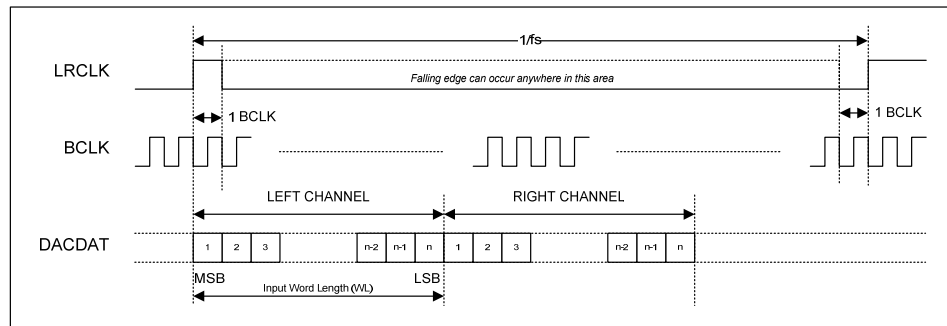 1/fs
LRCLK
Falling edge can occur anywhere in this area
1 BCLK
1 BCLK
BCLK
LEFT CHANNEL
RIGHT CHANNEL
DACDAT
1 2 3 n-2 n-1 n 1 2 3 n-2 n-1 n
MSB
LSB
Input Word Length (WL)